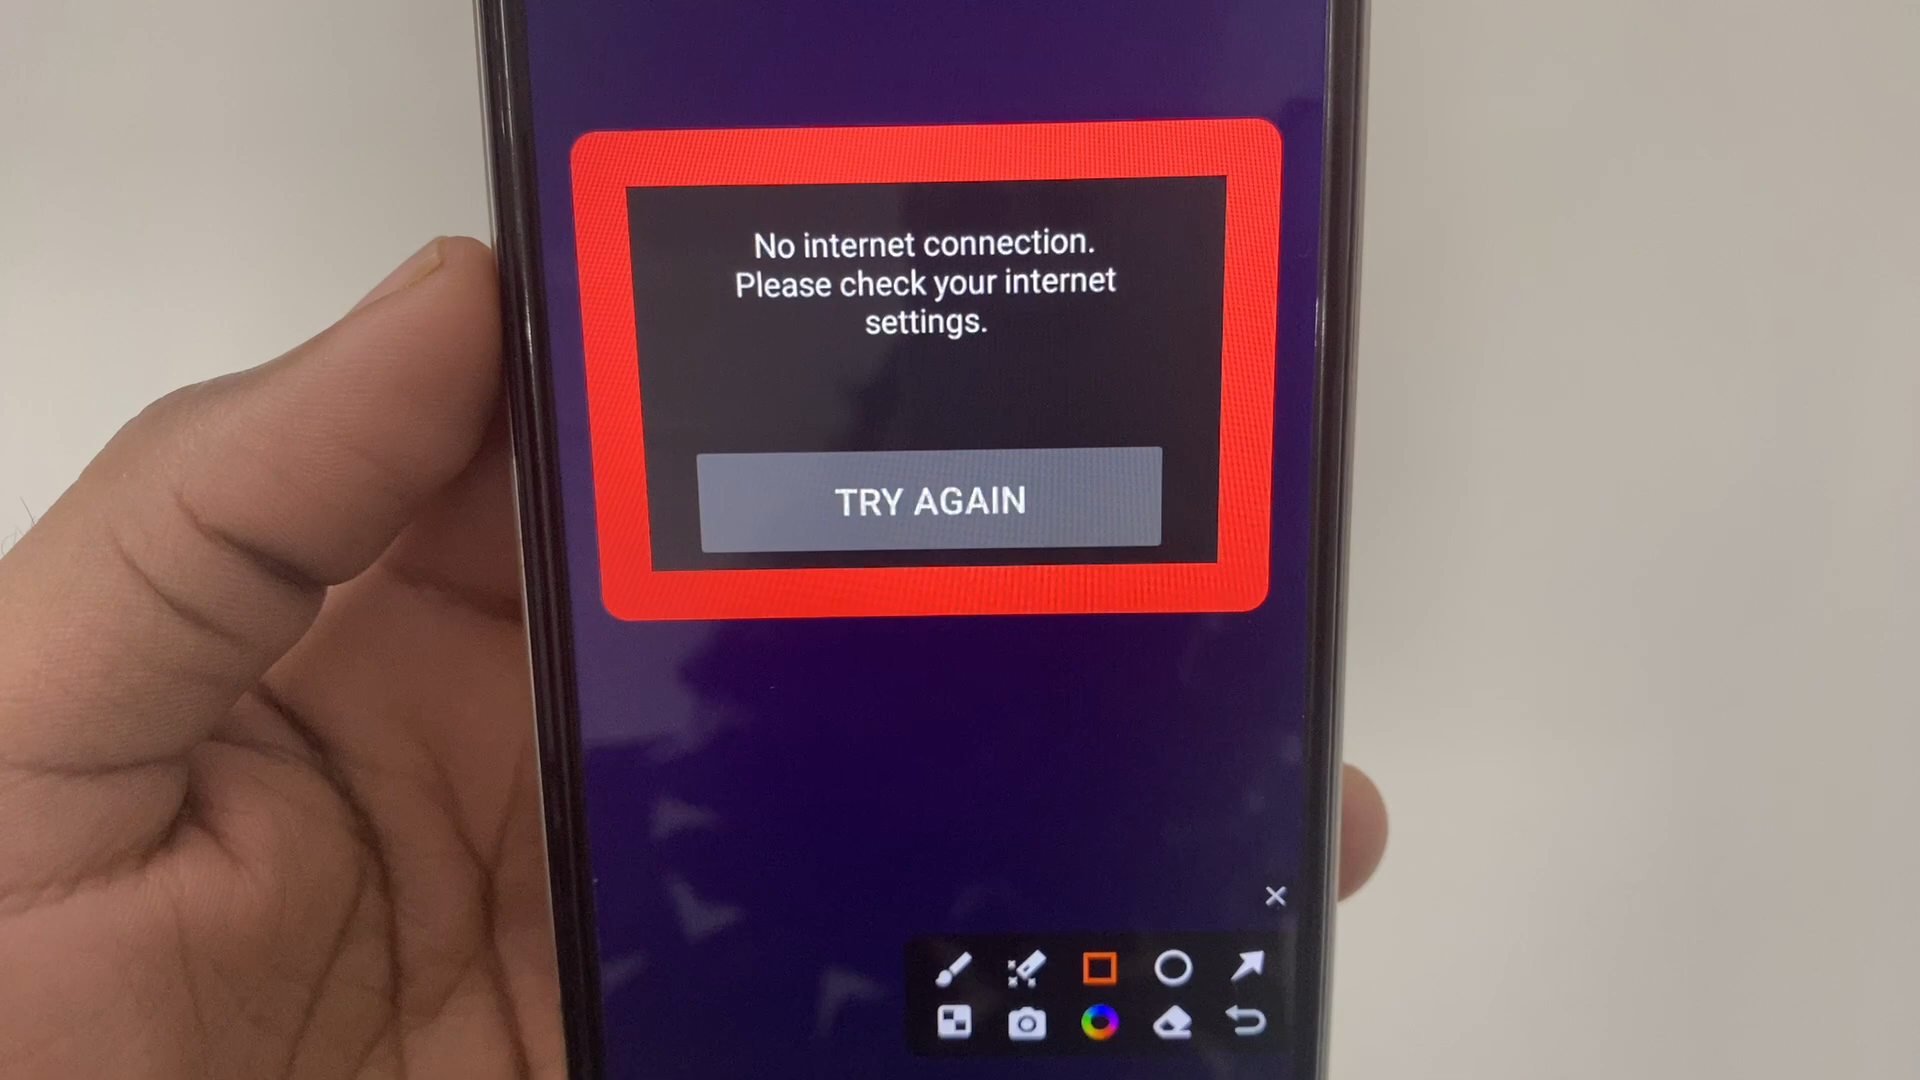 No internet connection.
Please check your internet
settings.
TRY AGAIN